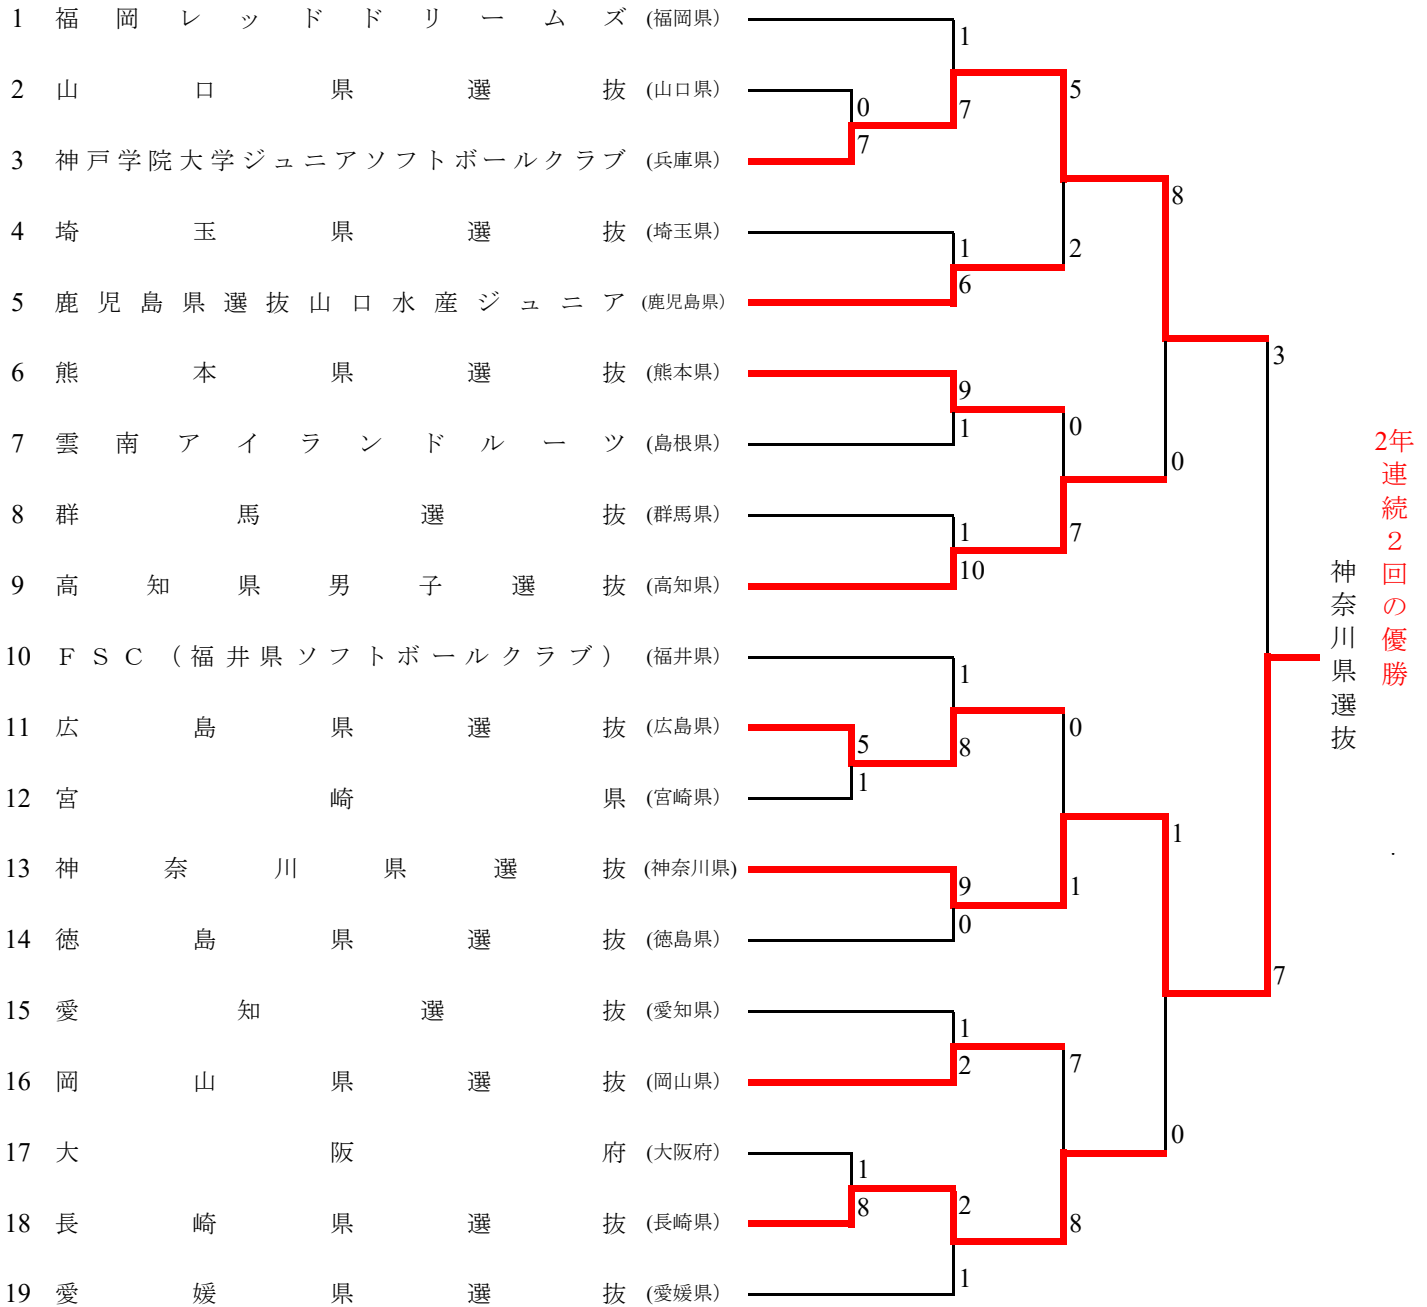 1 福岡レッドドリームズ (福岡県)
1
2 山口県選抜 (山口県)
0
7
5
3 神戸学院大学ジュニアソフトボールクラブ (兵庫県)
7
8
4 埼玉県選抜 (埼玉県)
1
2
5 鹿児島県選抜山口水産ジュニア (鹿児島県)
6
3
6 熊本県選抜 (熊本県)
9
7 雲南アイランドルーツ (島根県)
1
0
0
8 群馬選抜 (群馬県)
1
7
9 高知県男子選抜 (高知県)
10
2年連続2回の優勝
神奈川県選抜
10 FSC(福井県ソフトボールクラブ) (福井県)
1
11 広島県選抜 (広島県)
5
8
0
12 宮崎県 (宮崎県)
1
1
13 神奈川県選抜 (神奈川県)
9
1
14 徳島県選抜 (徳島県)
0
7
15 愛知選抜 (愛知県)
1
16 岡山県選抜 (岡山県)
2
7
17 大阪府 (大阪府)
1
0
18 長崎県選抜 (長崎県)
8
2
8
19 愛媛県選抜 (愛媛県)
1